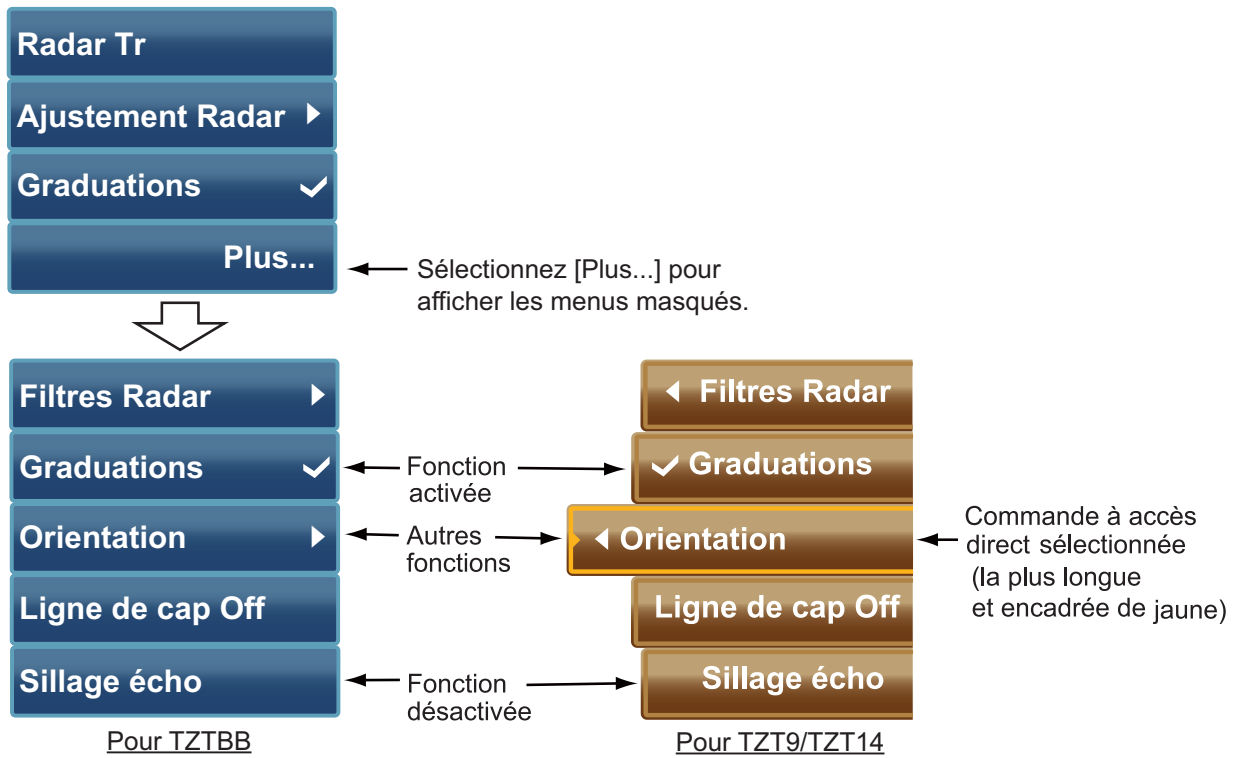 Radar Tr
Ajustement Radar
Graduations
Plus...
Sélectionnez [Plus...] pour
afficher les menus masqués.
Filtres Radar
Graduations
Orientation
Ligne de cap Off
Sillage écho
Pour TZTBB
Fonction
activée
Autres
fonctions
Fonction
désactivée
Filtres Radar
Graduations
Orientation
Ligne de cap Off
Sillage écho
Pour TZT9/TZT14
Commande à accès
direct sélectionnée
(la plus longue
et encadrée de jaune)